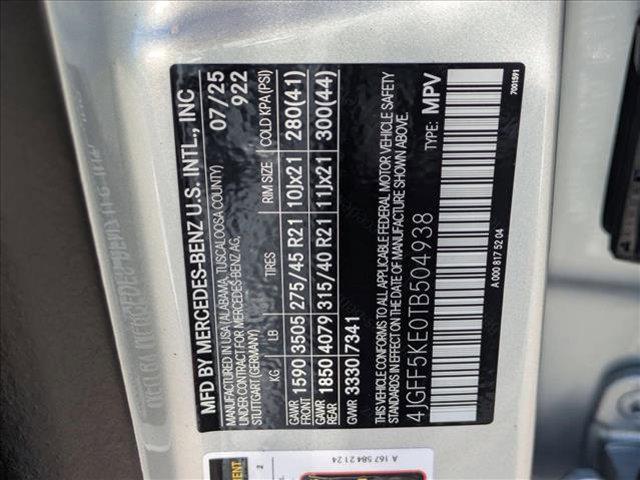 MFD BY MERCEDES-BENZ U.S. INTL., INC
MANUFACTURED IN USA (ALABAMA, TUSCALOOSA COUNTY) 07/25
UNDER CONTRACT FOR MERCEDES-BENZ AG, 922
STUTTGART (GERMANY)
KG LB TIRES RIM SIZE COLD KPA (PSI)
GAWR FRONT 1590 3505 275/45 R21 10Jx21 280(41)
GAWR REAR 1850 4079 315/40 R21 11Jx21 300(44)
GVWR 3330 7341
THIS VEHICLE CONFORMS TO ALL APPLICABLE FEDERAL MOTOR VEHICLE SAFETY
STANDARDS IN EFFECT ON THE DATE OF MANUFACTURE SHOWN ABOVE.
4JGFF5KE0TB504938 TYPE: MPV
A 000 817 52 04
7001591
A 167 584 21 24
2